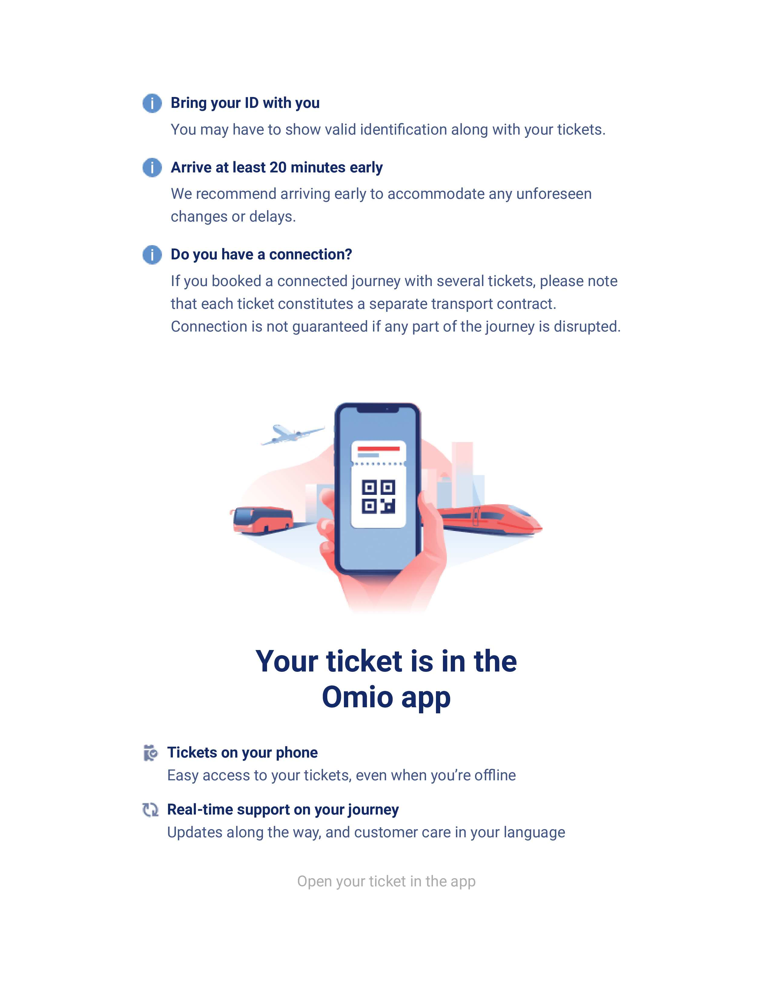 Bring your ID with you
You may have to show valid identification along with your tickets.
Arrive at least 20 minutes early
We recommend arriving early to accommodate any unforeseen
changes or delays.
Do you have a connection?
If you booked a connected journey with several tickets, please note
that each ticket constitutes a separate transport contract.
Connection is not guaranteed if any part of the journey is disrupted.
Your ticket is in the
Omio app
Tickets on your phone
Easy access to your tickets, even when you’re offline
Real-time support on your journey
Updates along the way, and customer care in your language
Open your ticket in the app